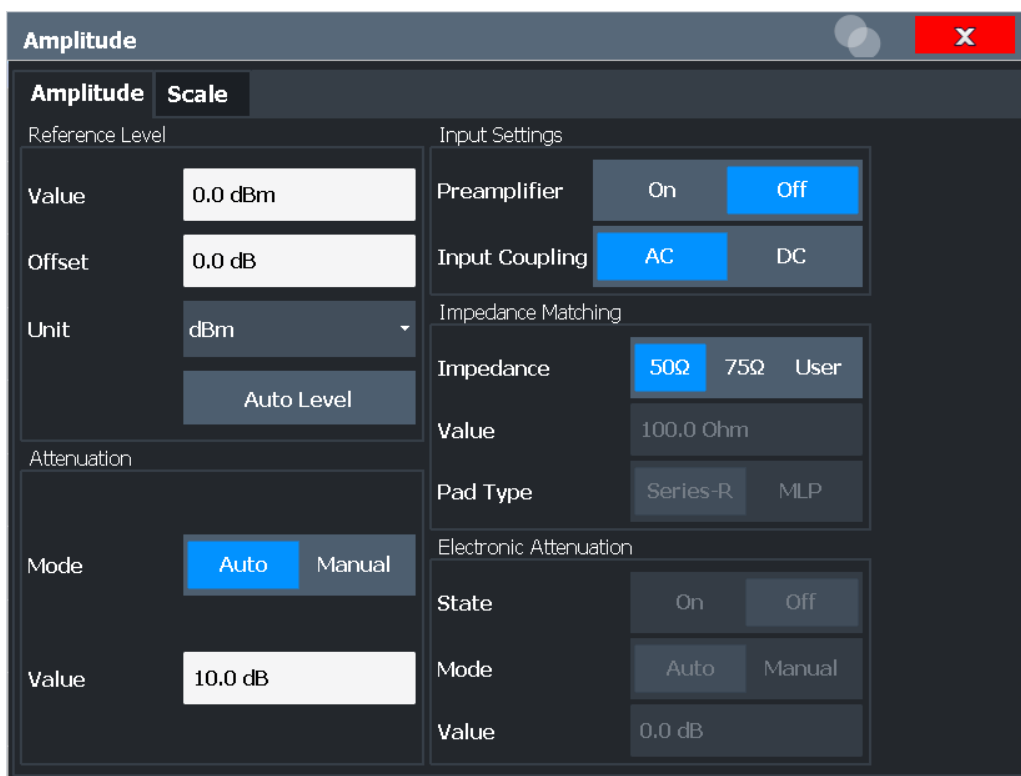 Amplitude
X
Amplitude Scale
Reference Level
Value 0.0 dBm
Offset 0.0 dB
Unit dBm
Auto Level
Attenuation
Mode Auto Manual
Value 10.0 dB
Input Settings
Preamplifier On Off
Input Coupling AC DC
Impedance Matching
Impedance 50Ω 75Ω User
Value 100.0 Ohm
Pad Type Series-R MLP
Electronic Attenuation
State On Off
Mode Auto Manual
Value 0.0 dB